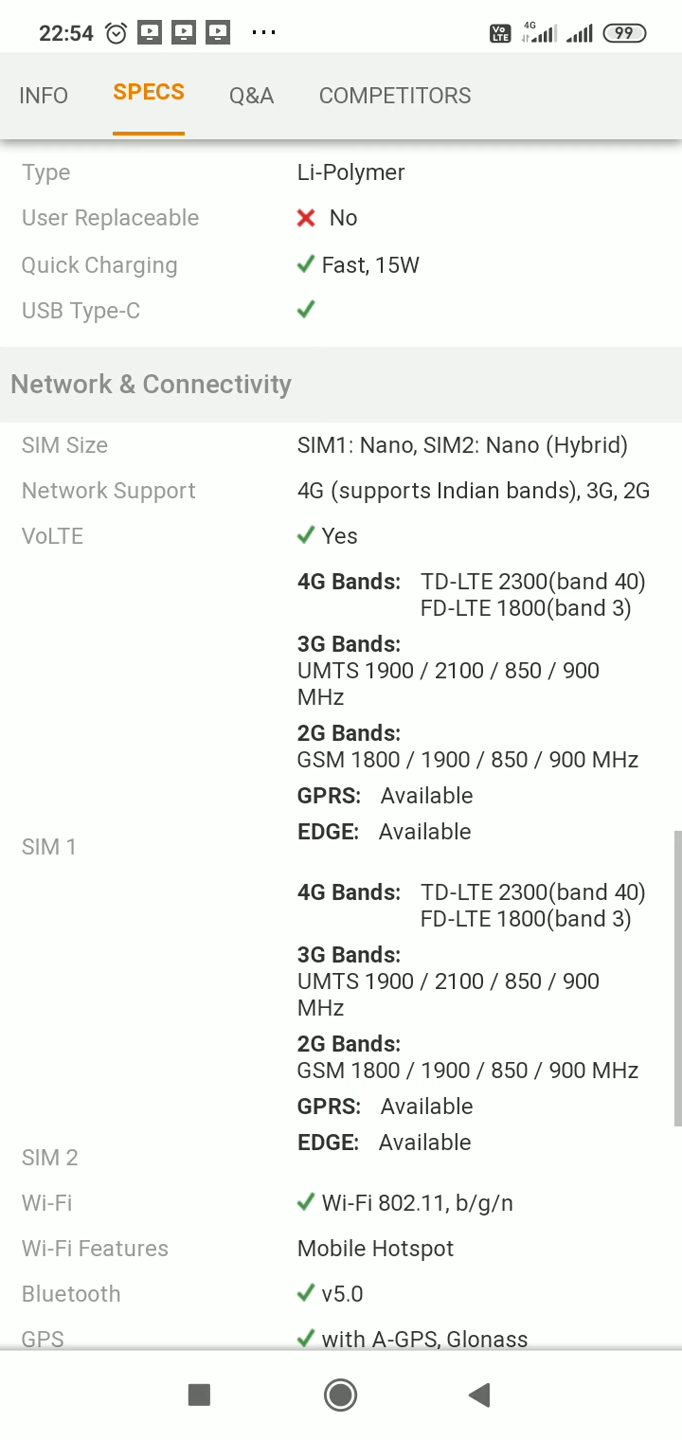 22:54 ... Vo LTE 4G 99
INFO SPECS Q&A COMPETITORS
Type Li-Polymer
User Replaceable No
Quick Charging Fast, 15W
USB Type-C
Network & Connectivity
SIM Size SIM1: Nano, SIM2: Nano (Hybrid)
Network Support 4G (supports Indian bands), 3G, 2G
VoLTE Yes
4G Bands: TD-LTE 2300(band 40)
FD-LTE 1800(band 3)
3G Bands:
UMTS 1900 / 2100 / 850 / 900
MHz
2G Bands:
GSM 1800 / 1900 / 850 / 900 MHz
GPRS: Available
EDGE: Available
SIM 1
4G Bands: TD-LTE 2300(band 40)
FD-LTE 1800(band 3)
3G Bands:
UMTS 1900 / 2100 / 850 / 900
MHz
2G Bands:
GSM 1800 / 1900 / 850 / 900 MHz
GPRS: Available
EDGE: Available
SIM 2
Wi-Fi Wi-Fi 802.11, b/g/n
Wi-Fi Features Mobile Hotspot
Bluetooth v5.0
GPS with A-GPS, Glonass